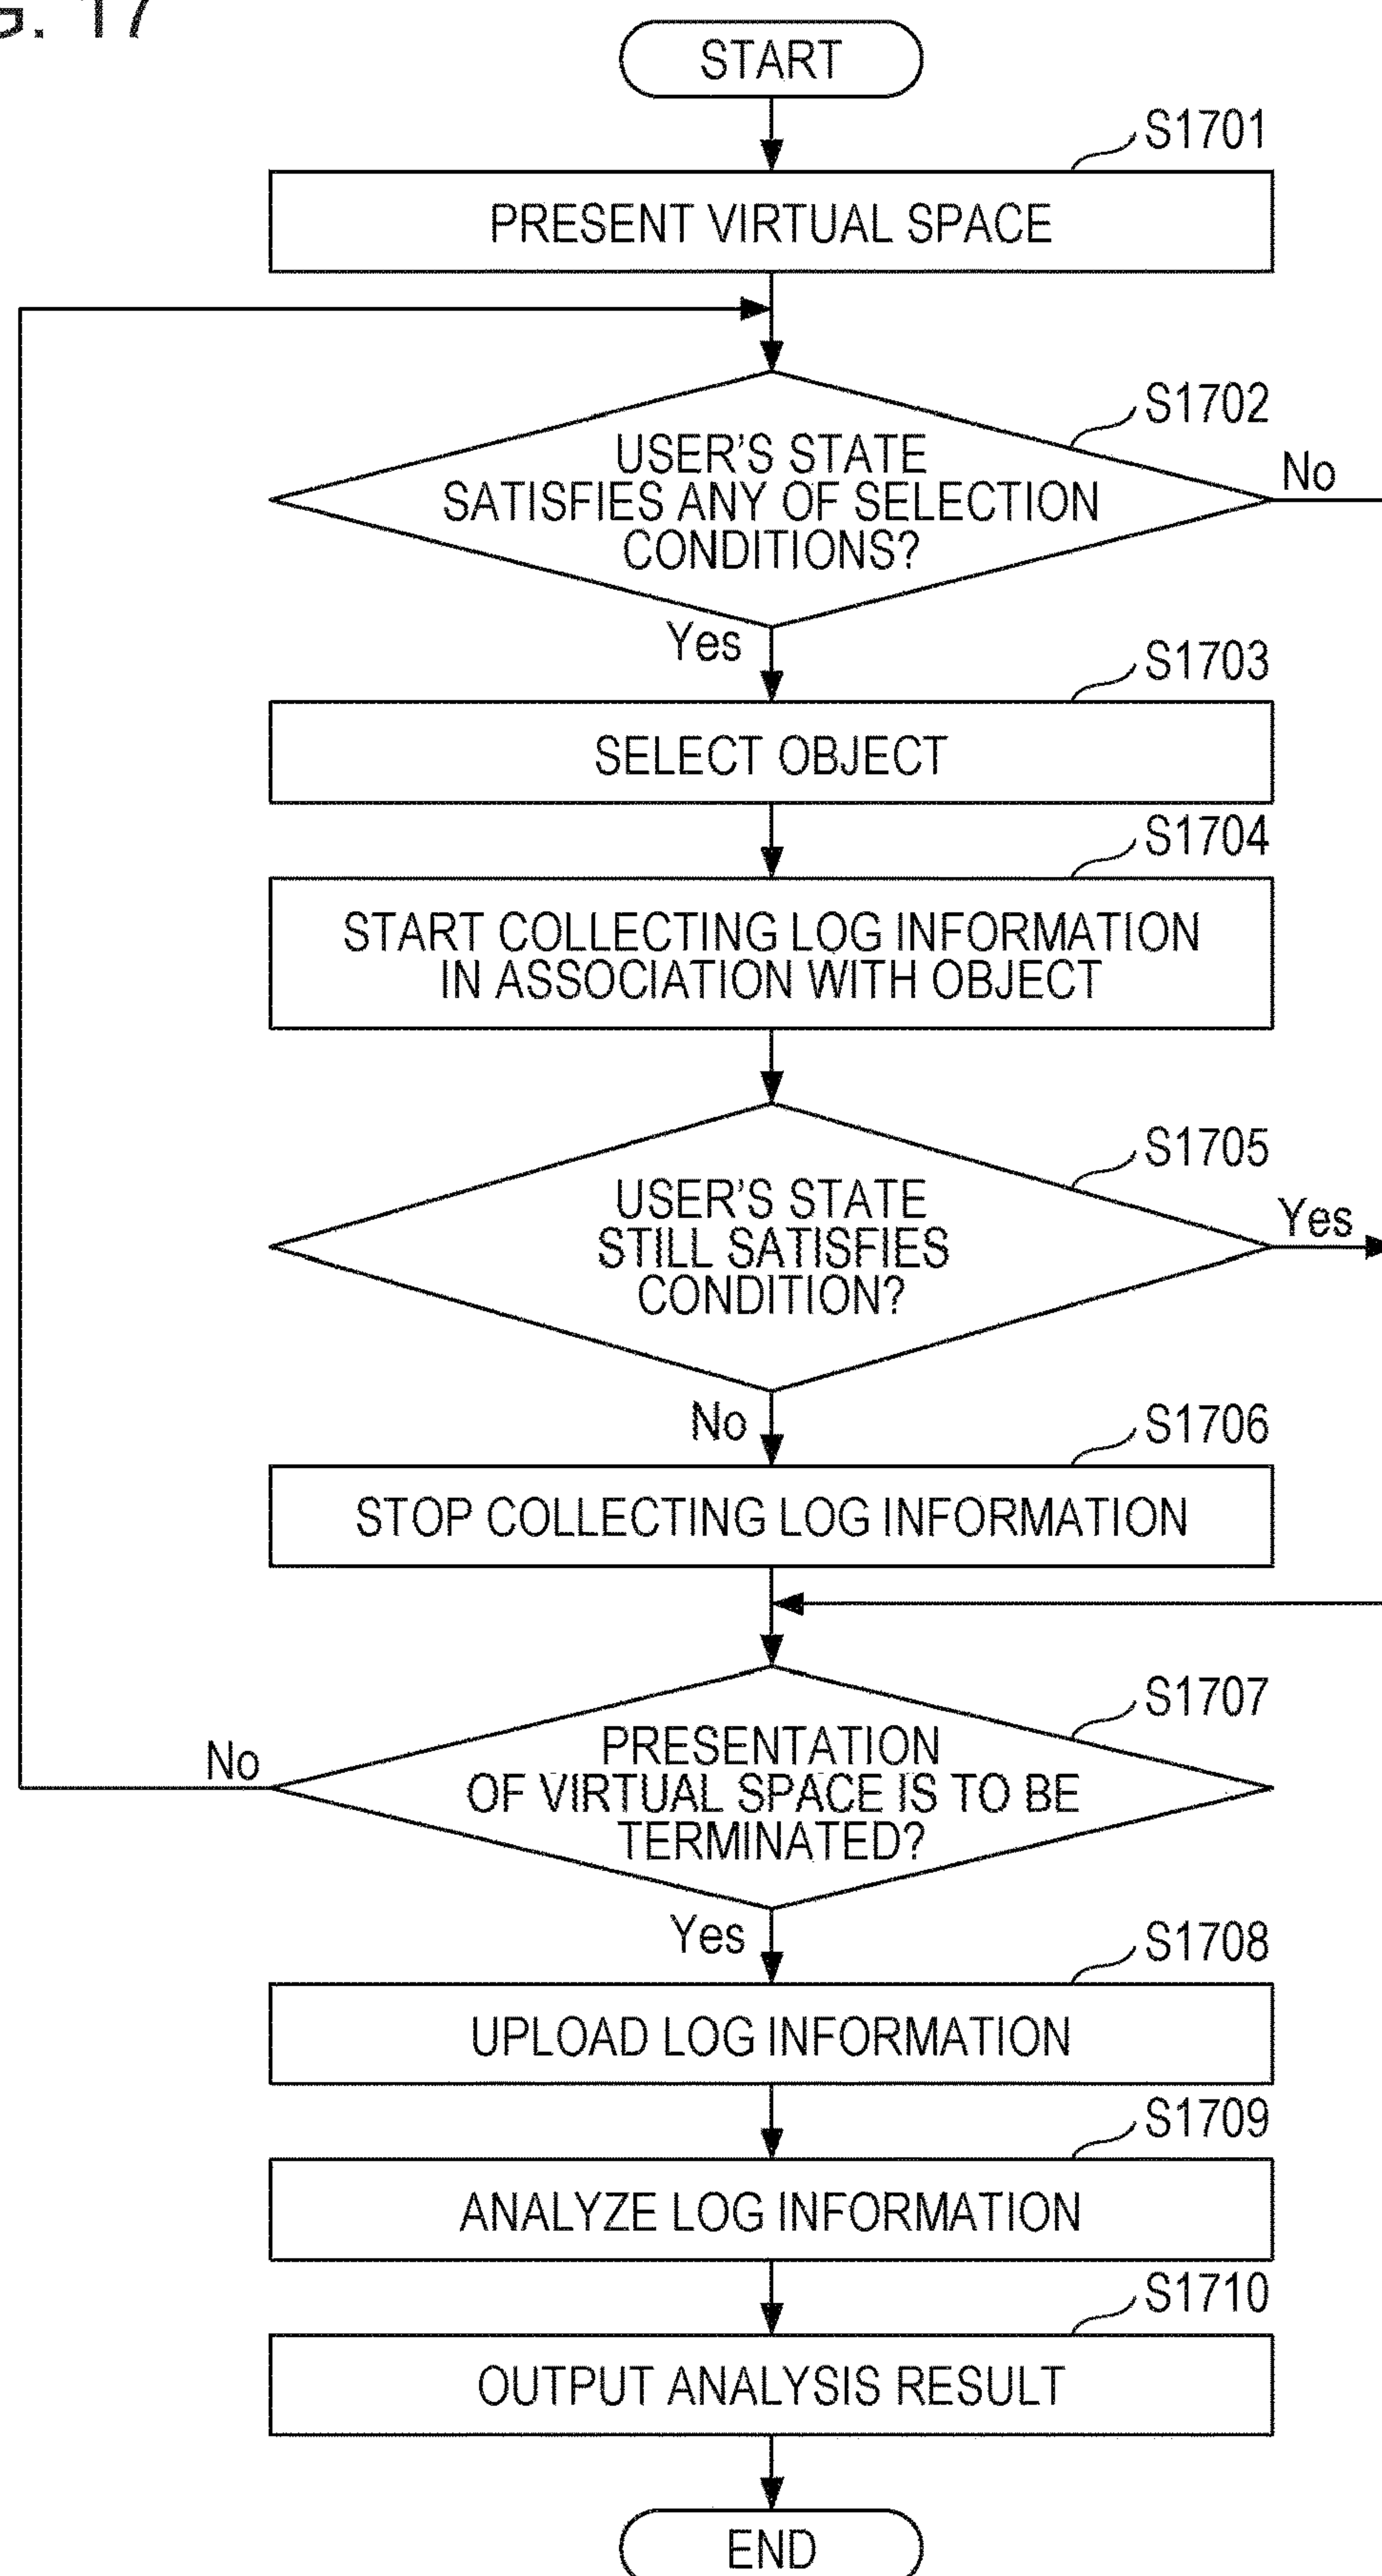 G. 17
START
S1701
PRESENT VIRTUAL SPACE
S1702
USER'S STATE
SATISFIES ANY OF SELECTION
CONDITIONS?
No
Yes
S1703
SELECT OBJECT
S1704
START COLLECTING LOG INFORMATION
IN ASSOCIATION WITH OBJECT
S1705
USER'S STATE
STILL SATISFIES
CONDITION?
Yes
No
S1706
STOP COLLECTING LOG INFORMATION
S1707
PRESENTATION
OF VIRTUAL SPACE IS TO BE
TERMINATED?
No
Yes
S1708
UPLOAD LOG INFORMATION
S1709
ANALYZE LOG INFORMATION
S1710
OUTPUT ANALYSIS RESULT
END